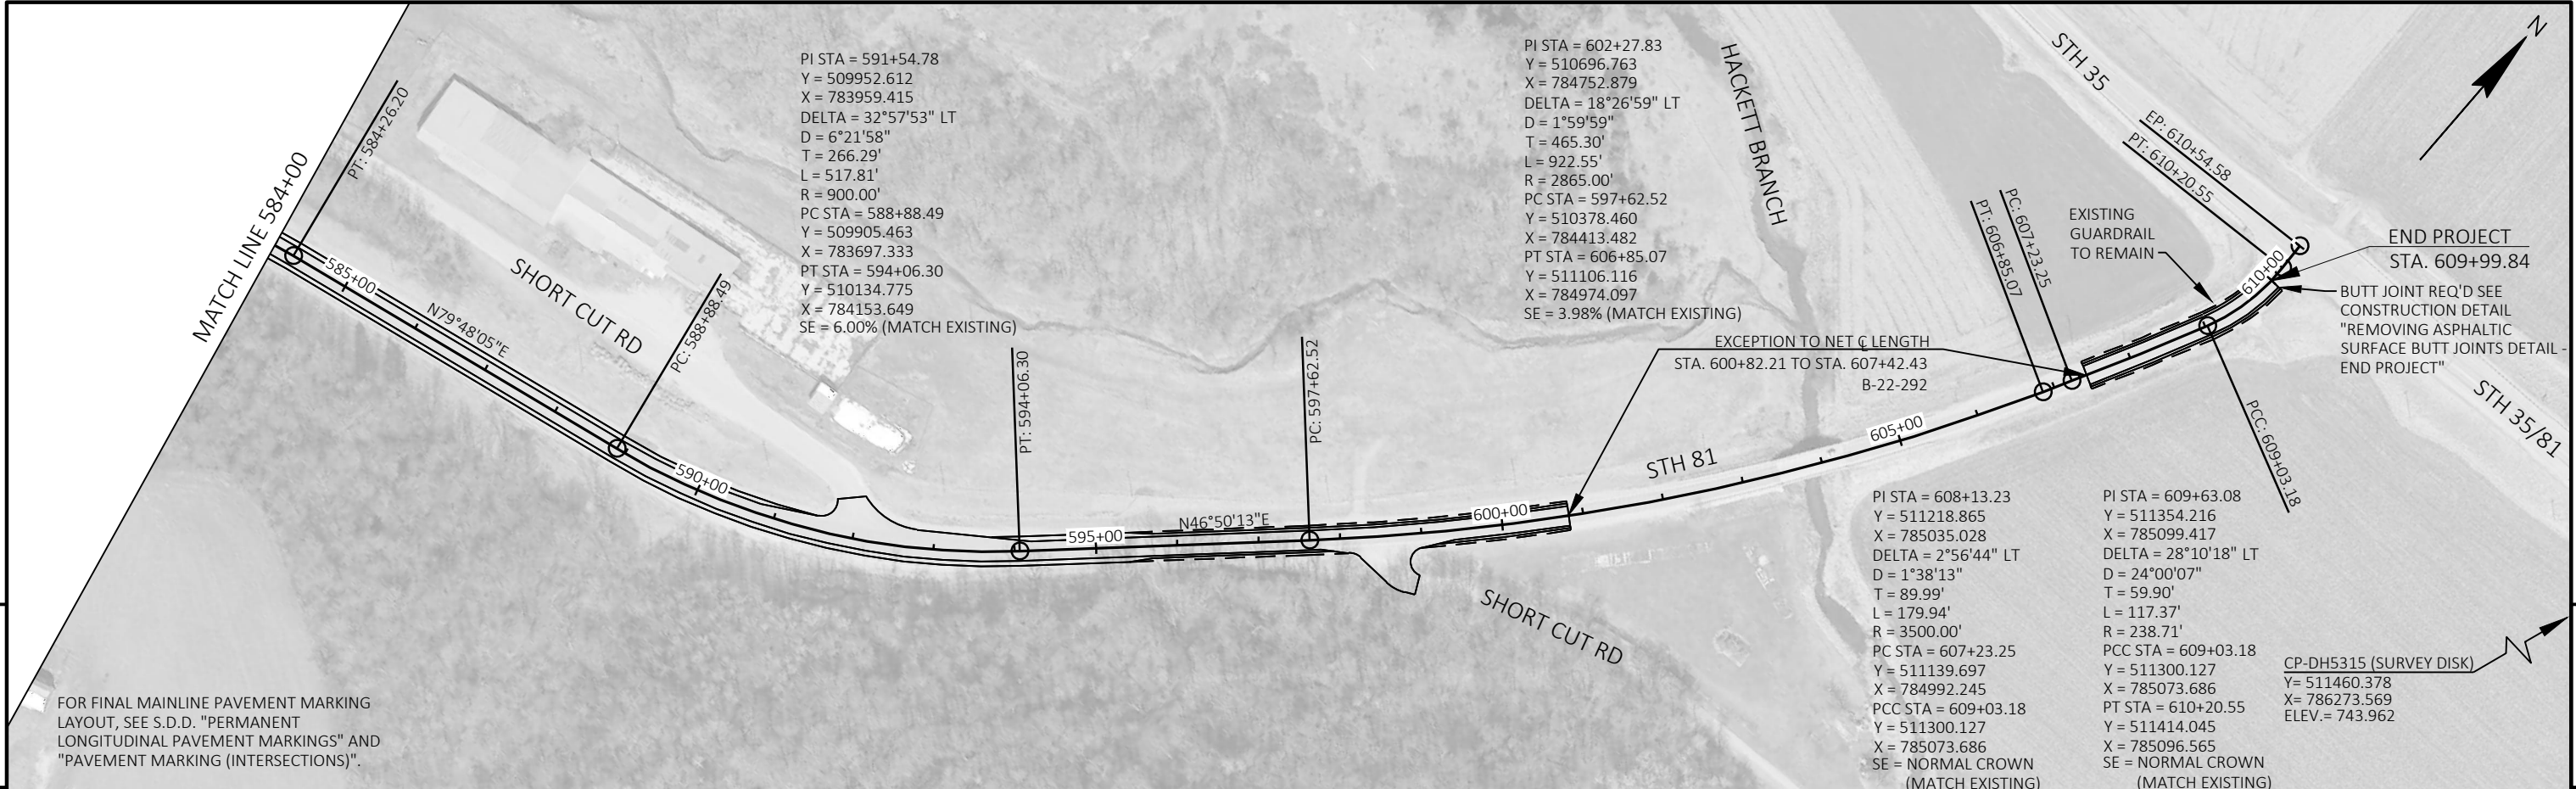 MATCH LINE 584+00
PT: 584+26.20
585+00
N79°48'05"E
SHORT CUT RD
PC: 588+88.49
590+00
PI STA = 591+54.78
Y = 509952.612
X = 783959.415
DELTA = 32°57'53" LT
D = 6°21'58"
T = 266.29'
L = 517.81'
R = 900.00'
PC STA = 588+88.49
Y = 509905.463
X = 783697.333
PT STA = 594+06.30
Y = 510134.775
X = 784153.649
SE = 6.00% (MATCH EXISTING)
PT: 594+06.30
595+00
N46°50'13"E
PC: 597+62.52
600+00
SHORT CUT RD
PI STA = 602+27.83
Y = 510696.763
X = 784752.879
DELTA = 18°26'59" LT
D = 1°59'59"
T = 465.30'
L = 922.55'
R = 2865.00'
PC STA = 597+62.52
Y = 510378.460
X = 784413.482
PT STA = 606+85.07
Y = 511106.116
X = 784974.097
SE = 3.98% (MATCH EXISTING)
HACKETT BRANCH
EXCEPTION TO NET ℄ LENGTH
STA. 600+82.21 TO STA. 607+42.43
B-22-292
STH 81
605+00
PT: 606+85.07
PC: 607+23.25
STH 35
EP: 610+54.58
PT: 610+20.55
N
EXISTING
GUARDRAIL
TO REMAIN
610+00
END PROJECT
STA. 609+99.84
BUTT JOINT REQ'D SEE
CONSTRUCTION DETAIL
"REMOVING ASPHALTIC
SURFACE BUTT JOINTS DETAIL -
END PROJECT"
STH 35/81
PCC: 609+03.18
PI STA = 608+13.23
Y = 511218.865
X = 785035.028
DELTA = 2°56'44" LT
D = 1°38'13"
T = 89.99'
L = 179.94'
R = 3500.00'
PC STA = 607+23.25
Y = 511139.697
X = 784992.245
PCC STA = 609+03.18
Y = 511300.127
X = 785073.686
SE = NORMAL CROWN
(MATCH EXISTING)
PI STA = 609+63.08
Y = 511354.216
X = 785099.417
DELTA = 28°10'18" LT
D = 24°00'07"
T = 59.90'
L = 117.37'
R = 238.71'
PCC STA = 609+03.18
Y = 511300.127
X = 785073.686
PT STA = 610+20.55
Y = 511414.045
X = 785096.565
SE = NORMAL CROWN
(MATCH EXISTING)
CP-DH5315 (SURVEY DISK)
Y= 511460.378
X= 786273.569
ELEV.= 743.962
FOR FINAL MAINLINE PAVEMENT MARKING
LAYOUT, SEE S.D.D. "PERMANENT
LONGITUDINAL PAVEMENT MARKINGS" AND
"PAVEMENT MARKING (INTERSECTIONS)".